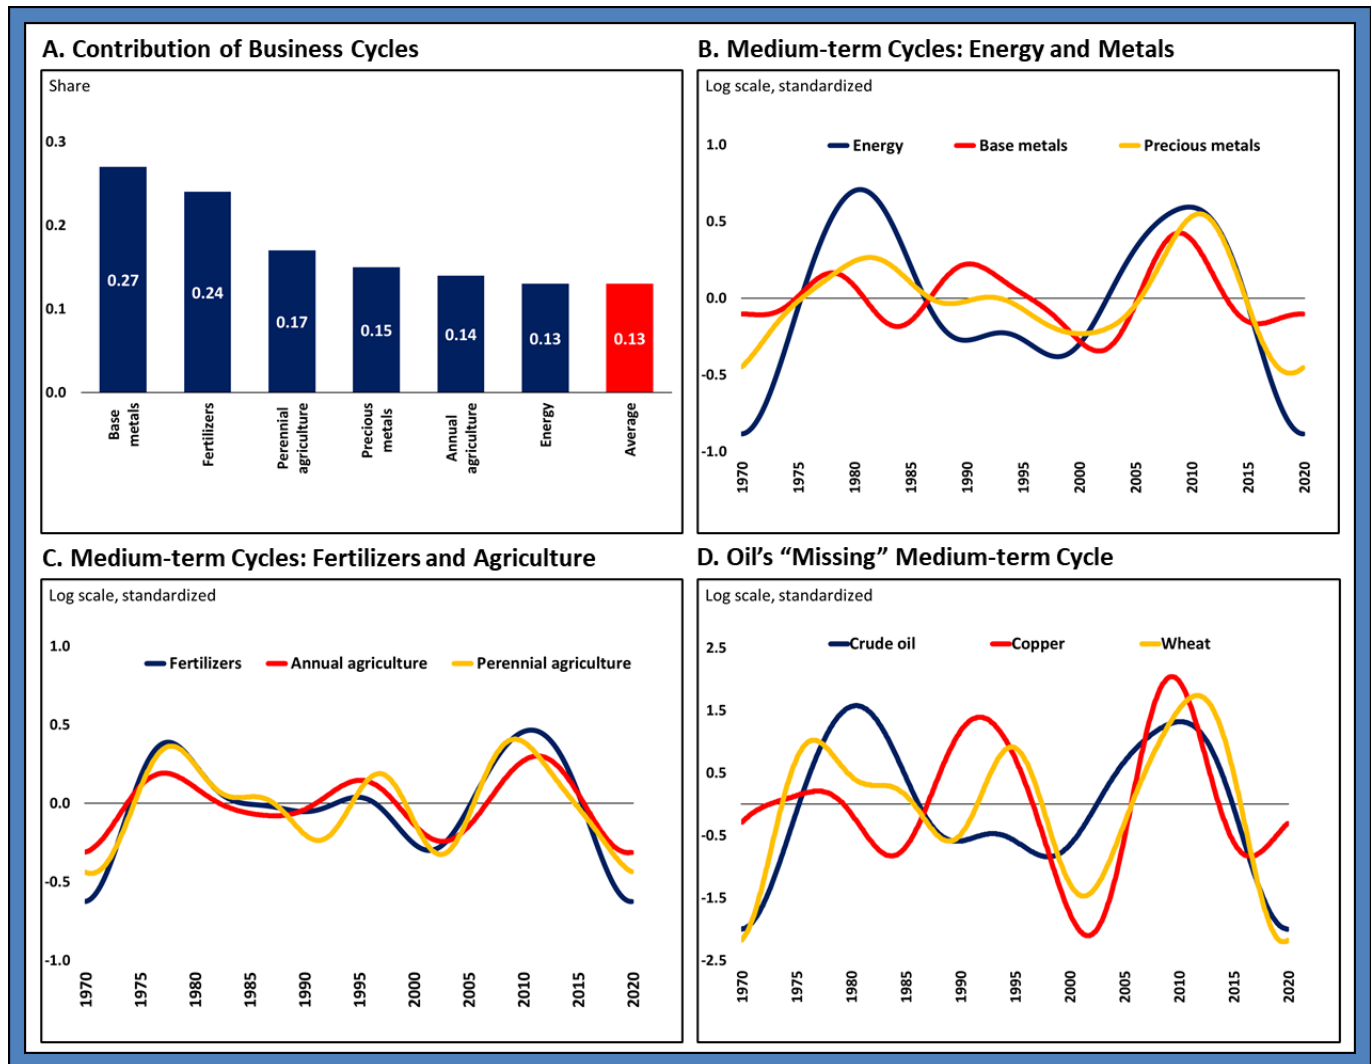 A. Contribution of Business Cycles
Share
0.3
0.2
0.1
0.0
0.27
0.24
0.17
0.15
0.14
0.13
0.13
Base
metals
Fertilizers
Perennial
agriculture
Precious
metals
Annual
agriculture
Energy
Average
B. Medium-term Cycles: Energy and Metals
Log scale, standardized
Energy Base metals Precious metals
1.0
0.5
0.0
-0.5
-1.0
1970
1975
1980
1985
1990
1995
2000
2005
2010
2015
2020
C. Medium-term Cycles: Fertilizers and Agriculture
Log scale, standardized
Fertilizers Annual agriculture Perennial agriculture
1.0
0.5
0.0
-0.5
-1.0
1970
1975
1980
1985
1990
1995
2000
2005
2010
2015
2020
D. Oil’s “Missing” Medium-term Cycle
Log scale, standardized
Crude oil Copper Wheat
2.5
1.5
0.5
-0.5
-1.5
-2.5
1970
1975
1980
1985
1990
1995
2000
2005
2010
2015
2020